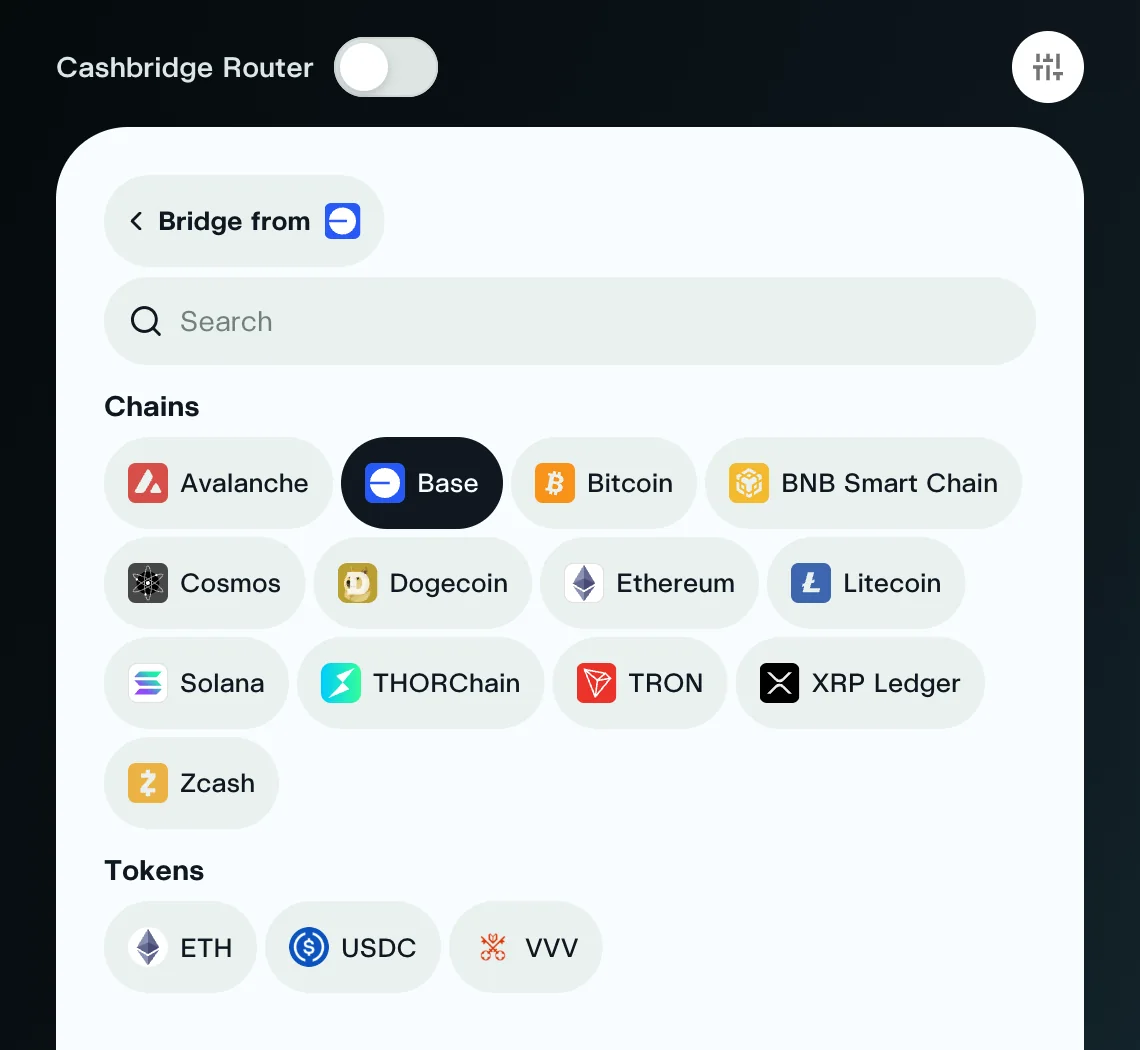 Cashbridge Router
Bridge from
Search
Chains
Avalanche Base Bitcoin BNB Smart Chain
Cosmos Dogecoin Ethereum Litecoin
Solana THORChain TRON XRP Ledger
Zcash
Tokens
ETH USDC VVV